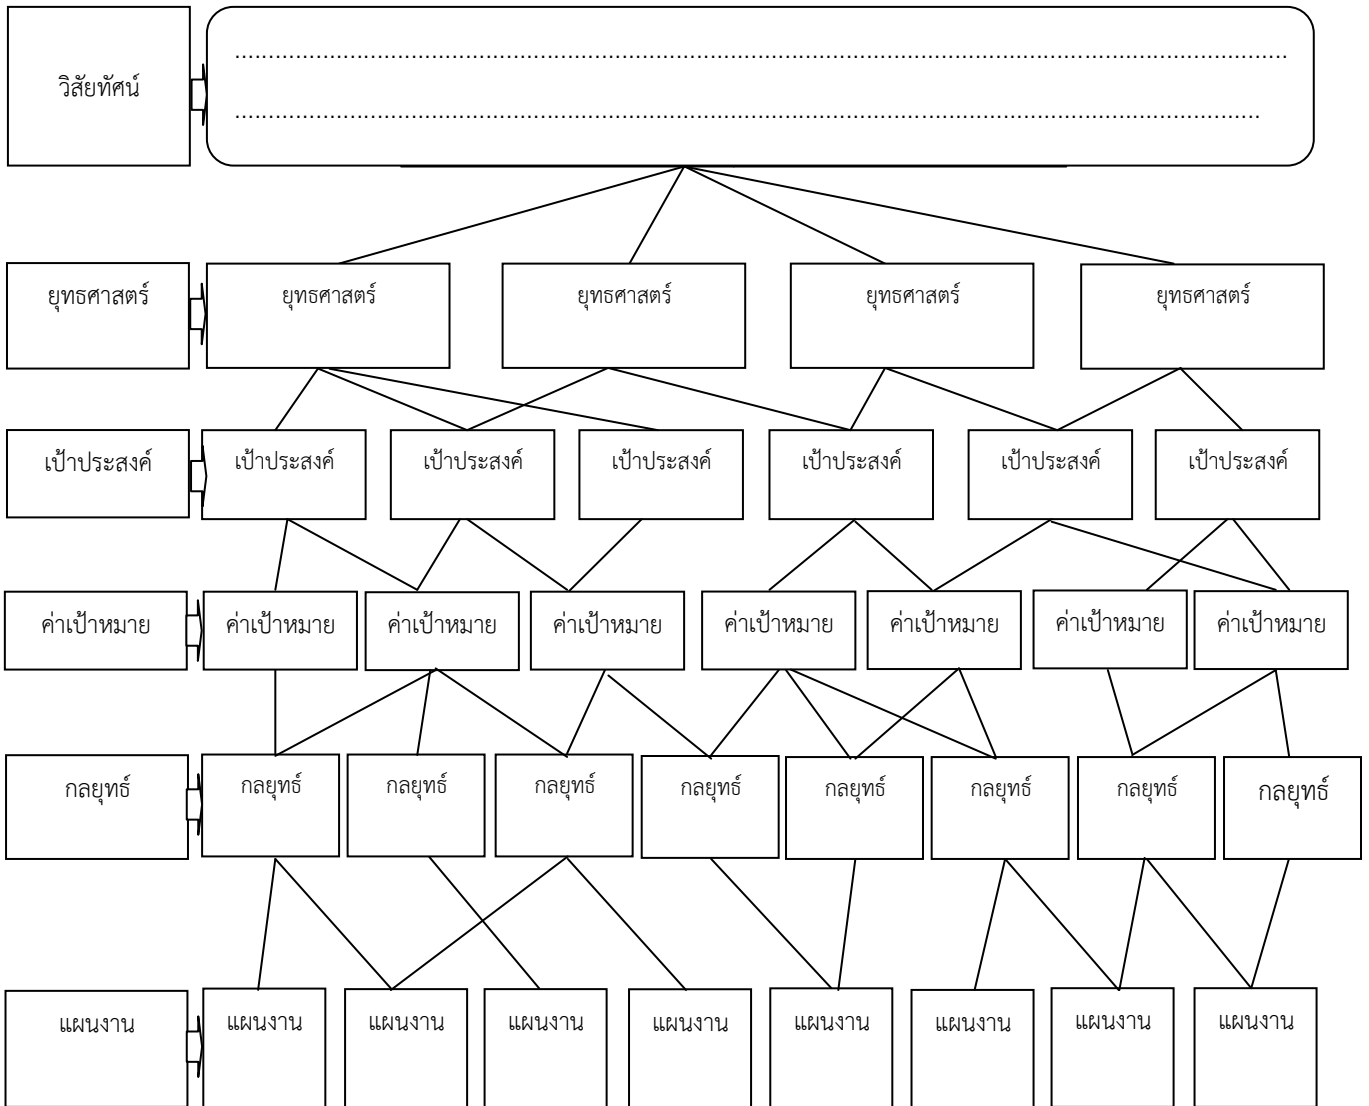 วิสัยทัศน์
................................................................................................................................................................
............................................................................................................................................................
ยุทธศาสตร์ ยุทธศาสตร์ ยุทธศาสตร์ ยุทธศาสตร์ ยุทธศาสตร์
เป้าประสงค์ เป้าประสงค์ เป้าประสงค์ เป้าประสงค์ เป้าประสงค์ เป้าประสงค์ เป้าประสงค์
ค่าเป้าหมาย ค่าเป้าหมาย ค่าเป้าหมาย ค่าเป้าหมาย ค่าเป้าหมาย ค่าเป้าหมาย ค่าเป้าหมาย ค่าเป้าหมาย
กลยุทธ์ กลยุทธ์ กลยุทธ์ กลยุทธ์ กลยุทธ์ กลยุทธ์ กลยุทธ์ กลยุทธ์ กลยุทธ์
แผนงาน แผนงาน แผนงาน แผนงาน แผนงาน แผนงาน แผนงาน แผนงาน แผนงาน